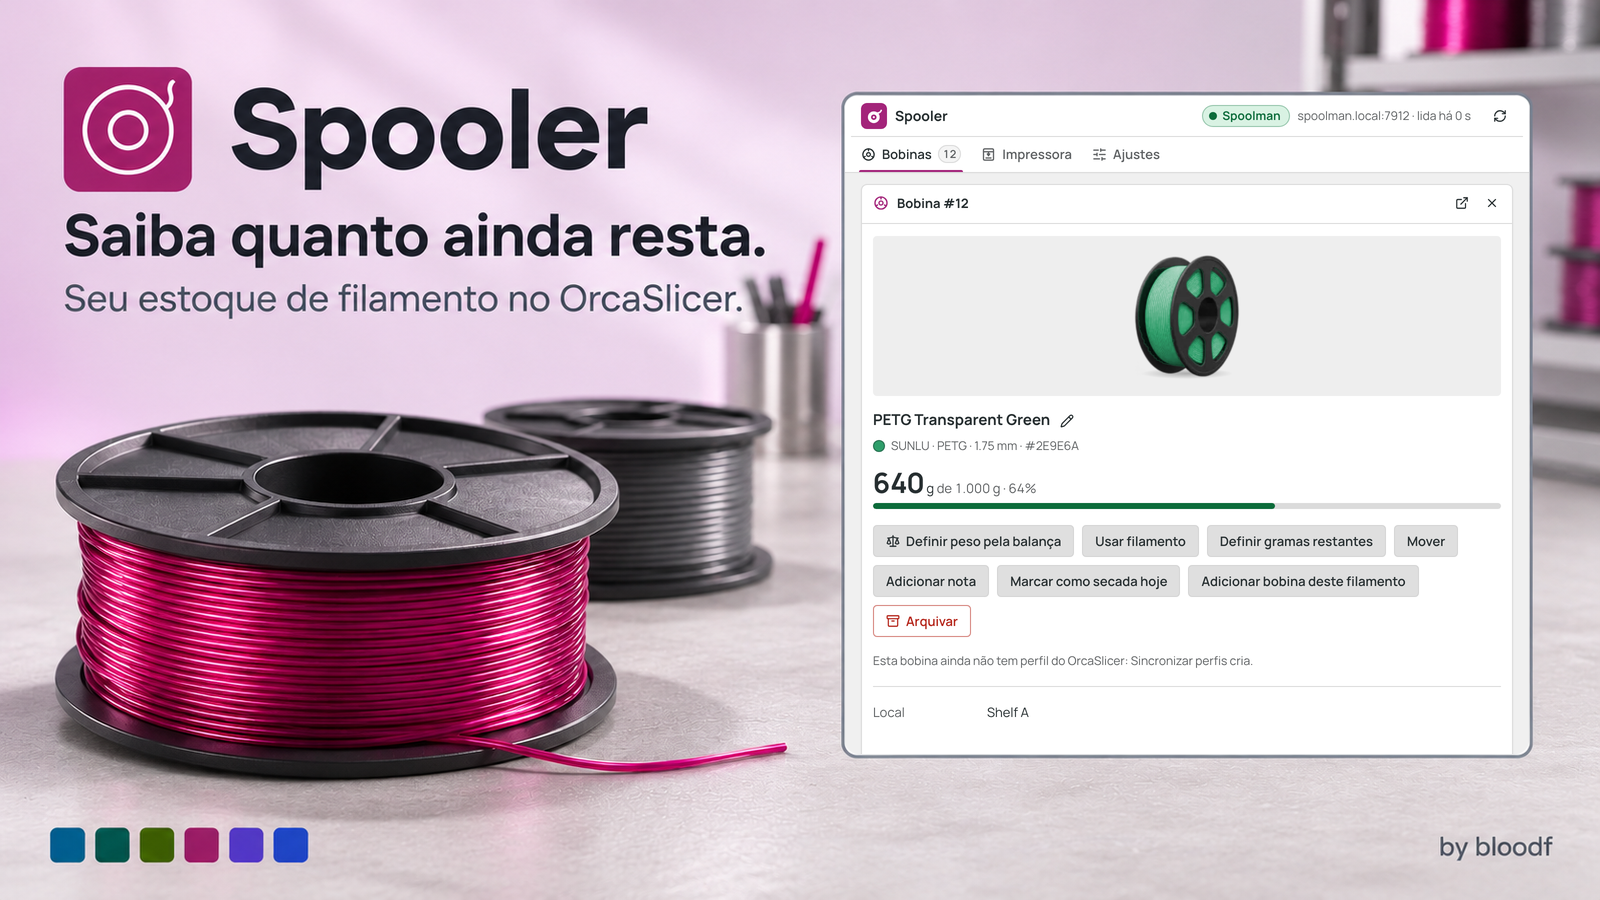 Spooler
Saiba quanto ainda resta.
Seu estoque de filamento no OrcaSlicer.
Spooler
Spoolman
spoolman.local:7912 · lida há 0 s
Bobinas 12
Impressora
Ajustes
Bobina #12
PETG Transparent Green
SUNLU · PETG · 1.75 mm · #2E9E6A
640 g de 1.000 g · 64%
Definir peso pela balança
Usar filamento
Definir gramas restantes
Mover
Adicionar nota
Marcar como secada hoje
Adicionar bobina deste filamento
Arquivar
Esta bobina ainda não tem perfil do OrcaSlicer: Sincronizar perfis cria.
Local
Shelf A
by bloodf